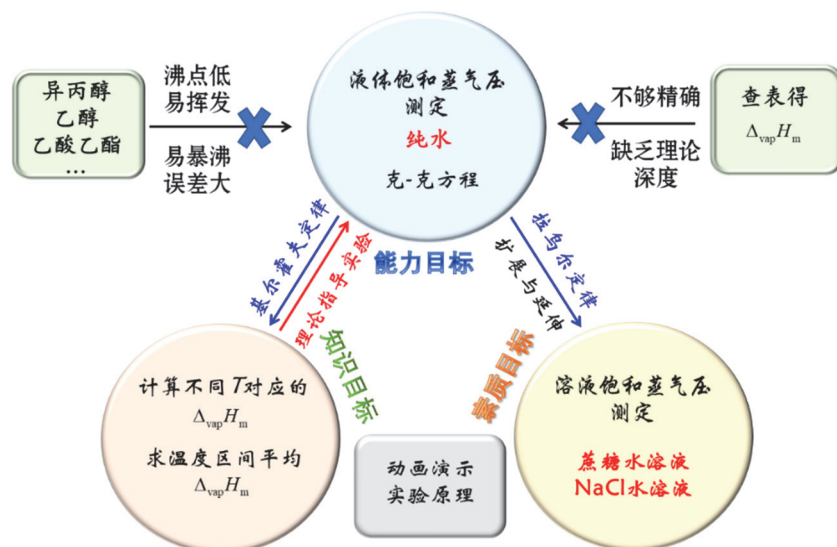 异丙醇
乙醇
乙酸乙酯
...
沸点低
易挥发
易暴沸
误差大
液体饱和蒸气压
测定
纯水
克-克方程
不够精确
缺乏理论
深度
查表得
ΔvapHm
基尔霍夫定律
理论指导实验
能力目标
拉乌尔定律
扩展与延伸
知识目标
素质目标
计算不同T对应的
ΔvapHm
求温度区间平均
ΔvapHm
动画演示
实验原理
溶液饱和蒸气压
测定
蔗糖水溶液
NaCl水溶液